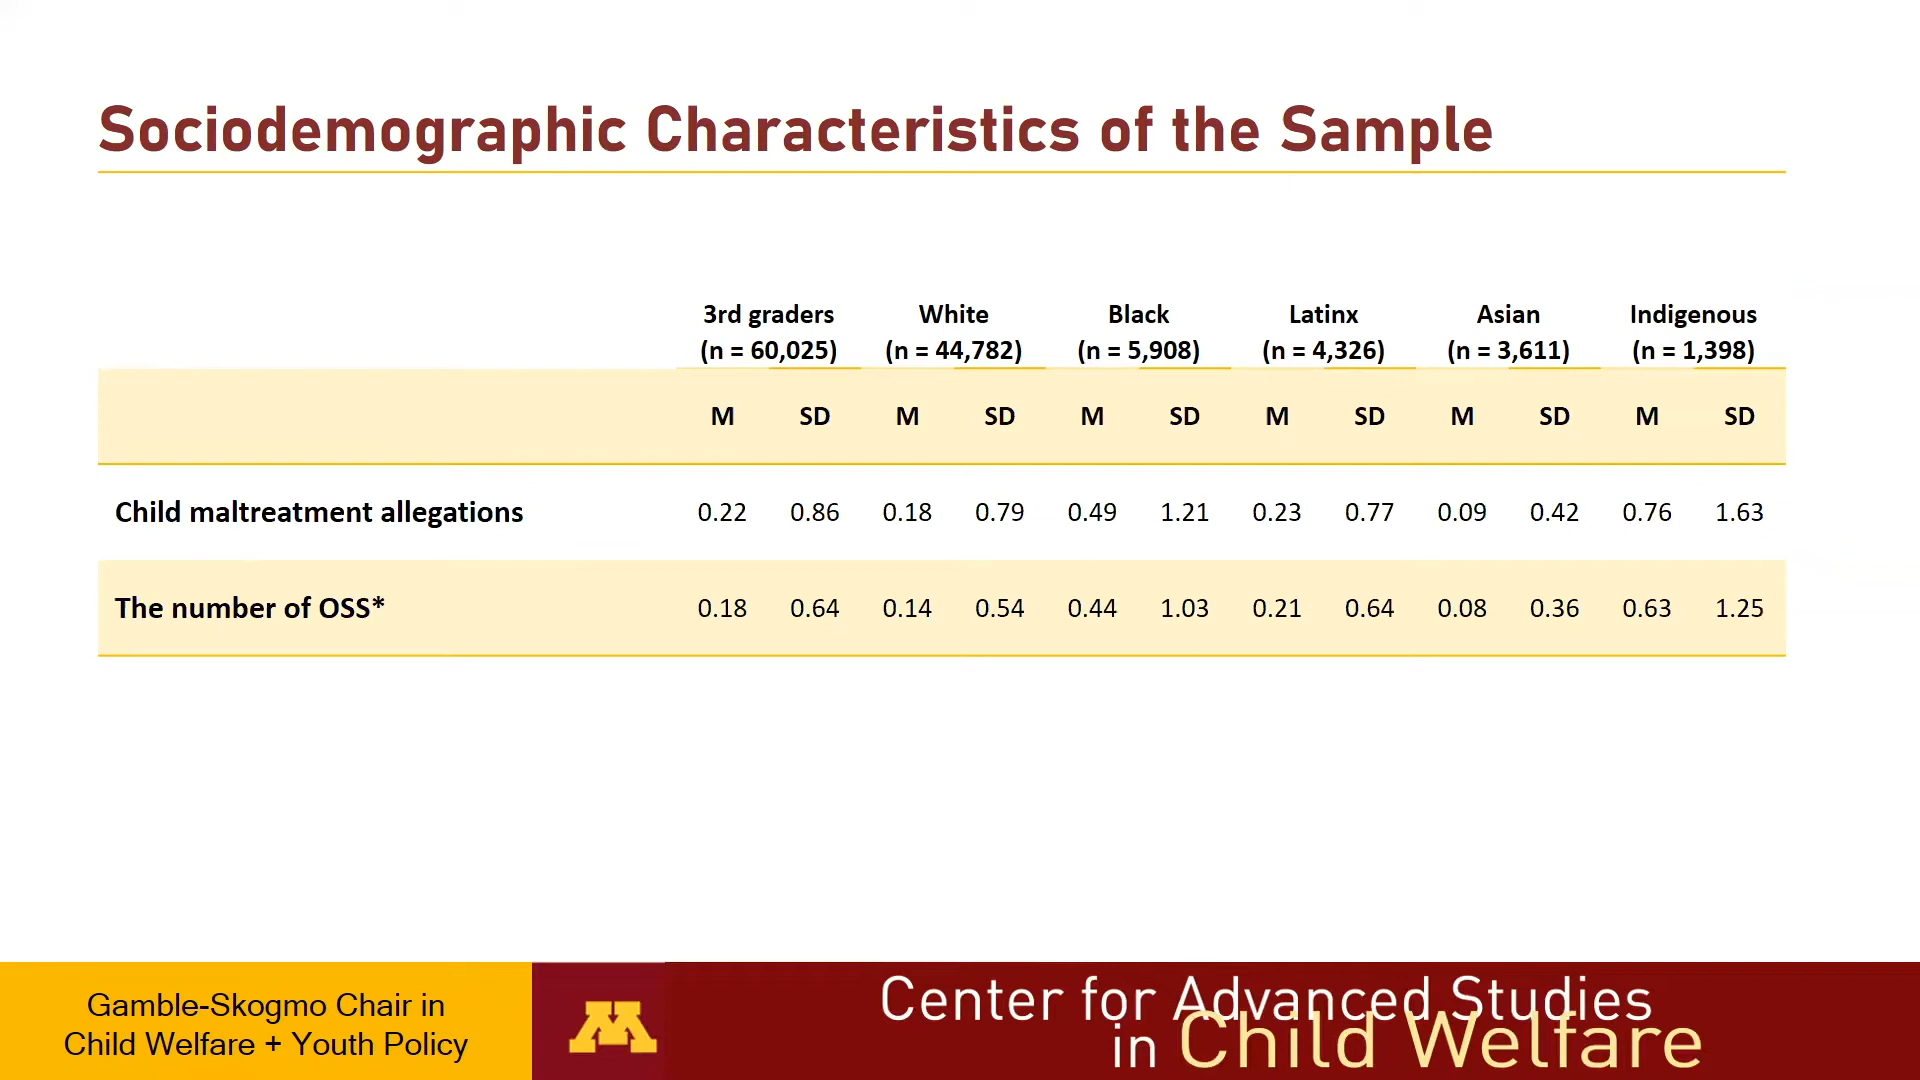 Sociodemographic Characteristics of the Sample
3rd graders White Black Latinx Asian Indigenous
(n = 60,025) (n = 44,782) (n = 5,908) (n = 4,326) (n = 3,611) (n = 1,398)
M SD M SD M SD M SD M SD M SD
Child maltreatment allegations 0.22 0.86 0.18 0.79 0.49 1.21 0.23 0.77 0.09 0.42 0.76 1.63
The number of OSS* 0.18 0.64 0.14 0.54 0.44 1.03 0.21 0.64 0.08 0.36 0.63 1.25
Gamble-Skogmo Chair in
Child Welfare + Youth Policy
M
Center for Advanced Studies
in Child Welfare